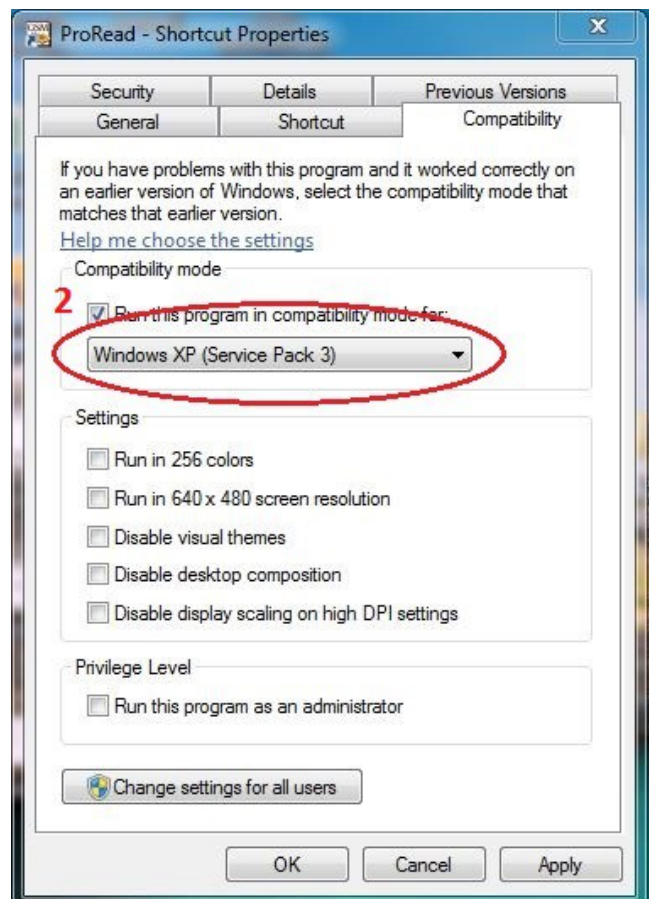 ProRead - Shortcut Properties
Security Details Previous Versions
General Shortcut Compatibility
If you have problems with this program and it worked correctly on
an earlier version of Windows, select the compatibility mode that
matches that earlier version.
Help me choose the settings
Compatibility mode
2 Run this program in compatibility mode for:
Windows XP (Service Pack 3)
Settings
Run in 256 colors
Run in 640 x 480 screen resolution
Disable visual themes
Disable desktop composition
Disable display scaling on high DPI settings
Privilege Level
Run this program as an administrator
Change settings for all users
OK Cancel Apply